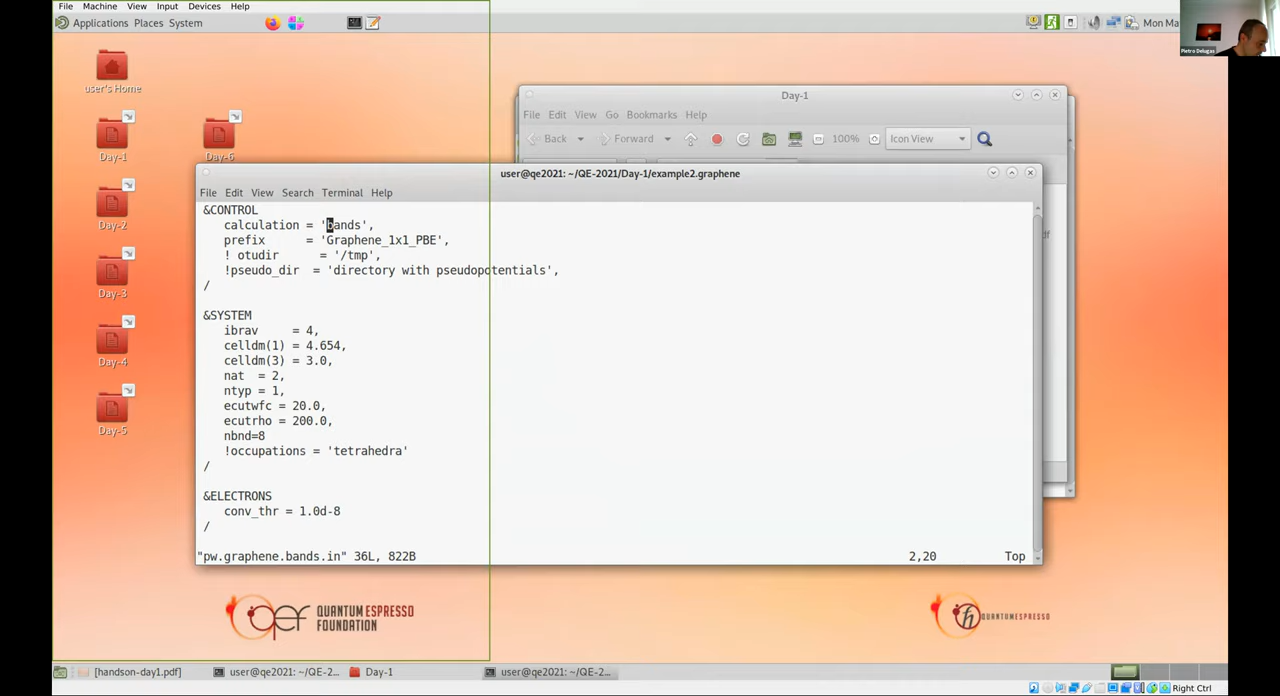 File Machine View Input Devices Help
Applications Places System
Mon Ma
Pietro Delugas
user's Home
Day-1
Day-6
Day-2
Day-3
Day-4
Day-5
Day-1
File Edit View Go Bookmarks Help
Back Forward 100% Icon View
user@qe2021: ~/QE-2021/Day-1/example2.graphene
File Edit View Search Terminal Help
&CONTROL
calculation = 'bands',
prefix = 'Graphene_1x1_PBE',
! otudir = '/tmp',
!pseudo_dir = 'directory with pseudopotentials',
/
&SYSTEM
ibrav = 4,
celldm(1) = 4.654,
celldm(3) = 3.0,
nat = 2,
ntyp = 1,
ecutwfc = 20.0,
ecutrho = 200.0,
nbnd=8
!occupations = 'tetrahedra'
/
&ELECTRONS
conv_thr = 1.0d-8
/
"pw.graphene.bands.in" 36L, 822B 2,20 Top
QUANTUM ESPRESSO
FOUNDATION
QUANTUMESPRESSO
[handson-day1.pdf] user@qe2021: ~/QE-2... Day-1 user@qe2021: ~/QE-2...
Right Ctrl